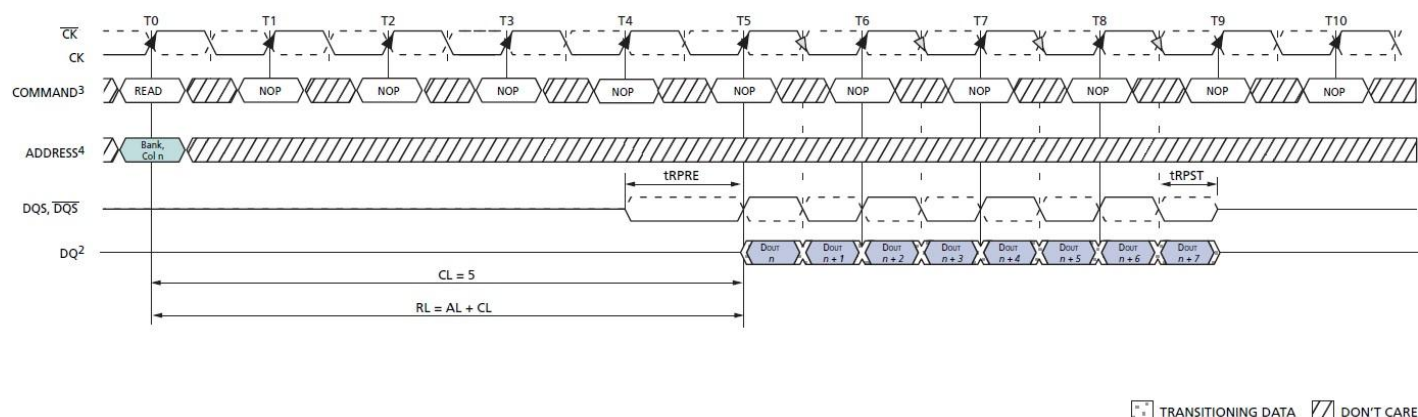 T0 T1 T2 T3 T4 T5 T6 T7 T8 T9 T10
CK
CK
COMMAND3 READ NOP NOP NOP NOP NOP NOP NOP NOP NOP NOP
ADDRESS4 Bank,
Col n
tRPRE tRPST
DQS, DQS
DQ2 DOUT DOUT DOUT DOUT DOUT DOUT DOUT DOUT
n n + 1 n + 2 n + 3 n + 4 n + 5 n + 6 n + 7
CL = 5
RL = AL + CL
TRANSITIONING DATA DON'T CARE